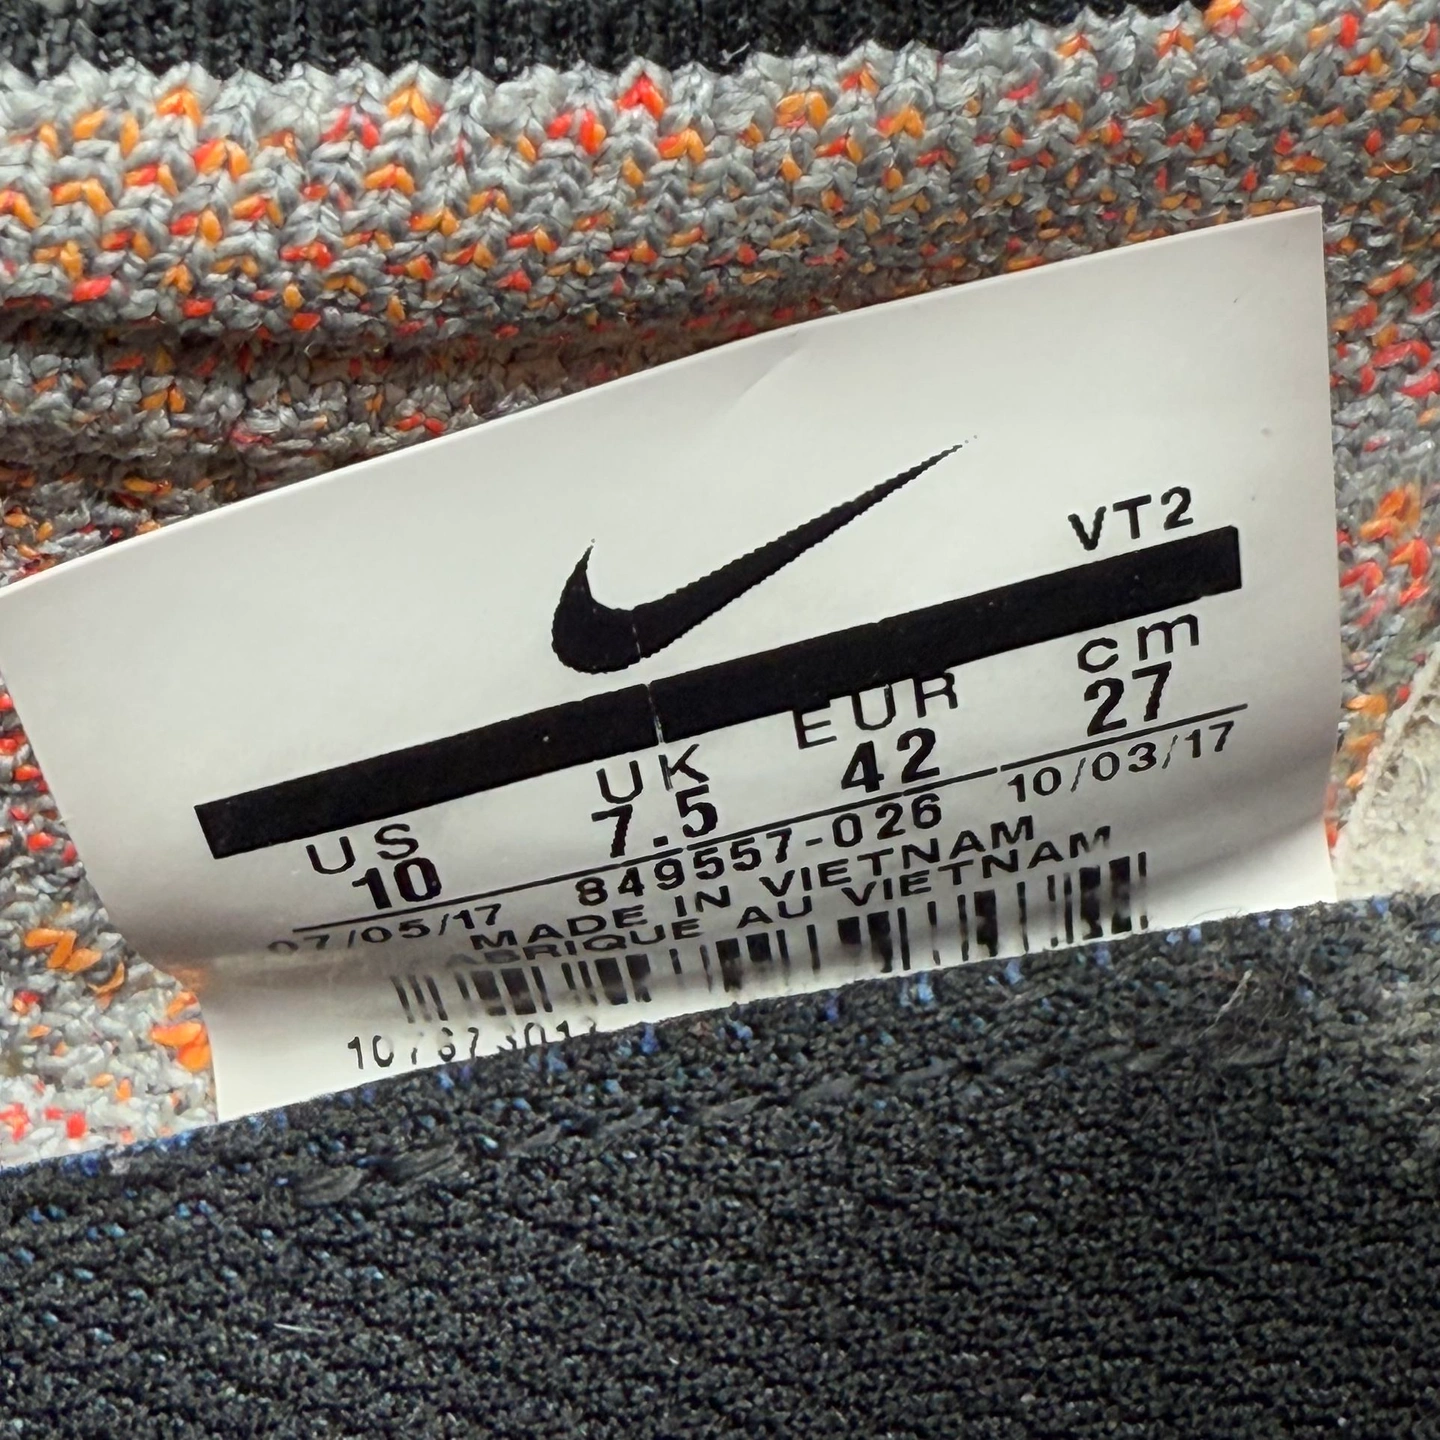 VT2
US UK EUR cm
10 7.5 42 27
07/05/17 849557-026 10/03/17
MADE IN VIETNAM
FABRIQUE AU VIETNAM